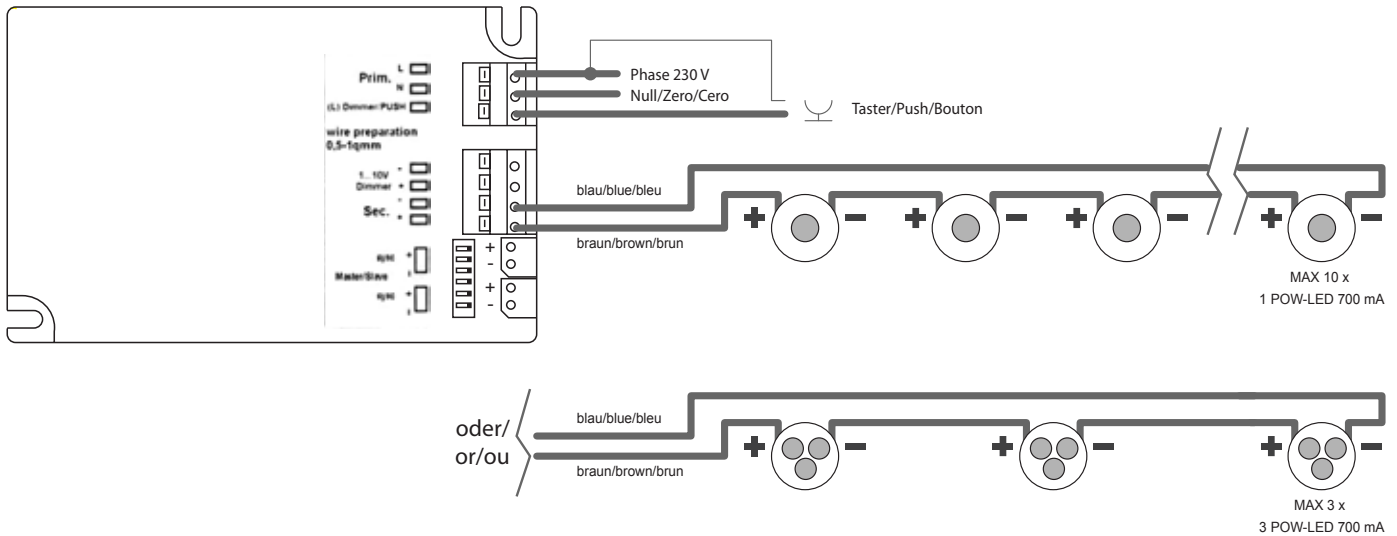 Prim.
L
N
(L) Dimmer/PUSH
wire preparation
0,5-1qmm
1...10V
Dimmer
-
+
Sec.
-
+
+
Master/Slave
+
+
-
+
-
Phase 230 V
Null/Zero/Cero
Taster/Push/Bouton
blau/blue/bleu
braun/brown/brun
+ − + − + − + −
MAX 10 x
1 POW-LED 700 mA
oder/
or/ou
blau/blue/bleu
braun/brown/brun
+ − + − + −
MAX 3 x
3 POW-LED 700 mA